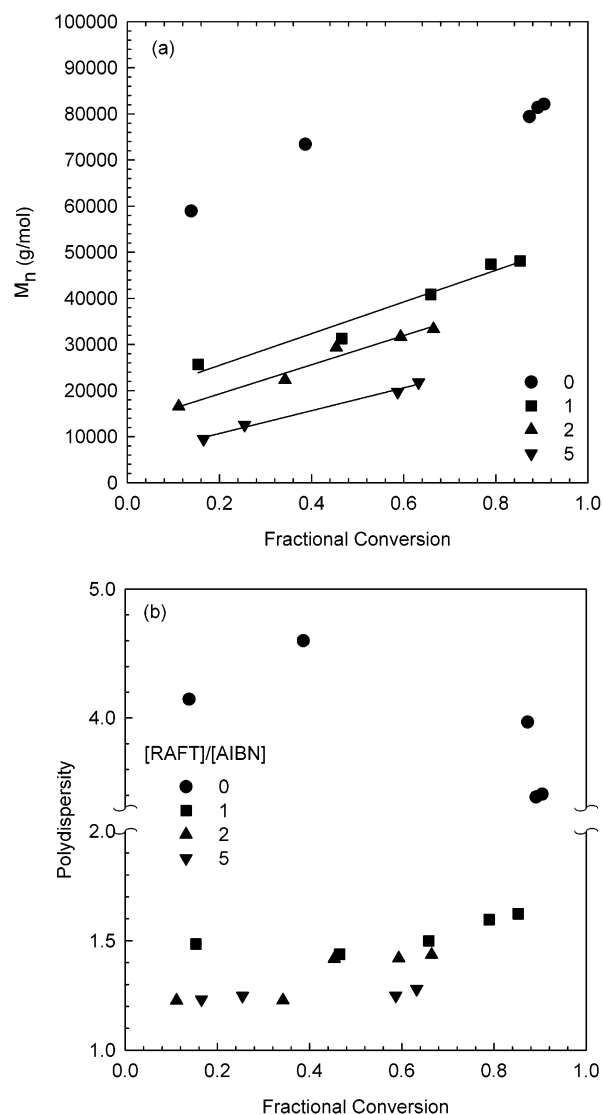 100000
(a)
90000
80000
70000
60000
50000
40000
30000
20000
10000
0
Mn (g/mol)
0
1
2
5
0.0 0.2 0.4 0.6 0.8 1.0
Fractional Conversion
5.0
(b)
4.0
[RAFT]/[AIBN]
0
1
2
5
2.0
1.5
1.0
Polydispersity
0.0 0.2 0.4 0.6 0.8 1.0
Fractional Conversion